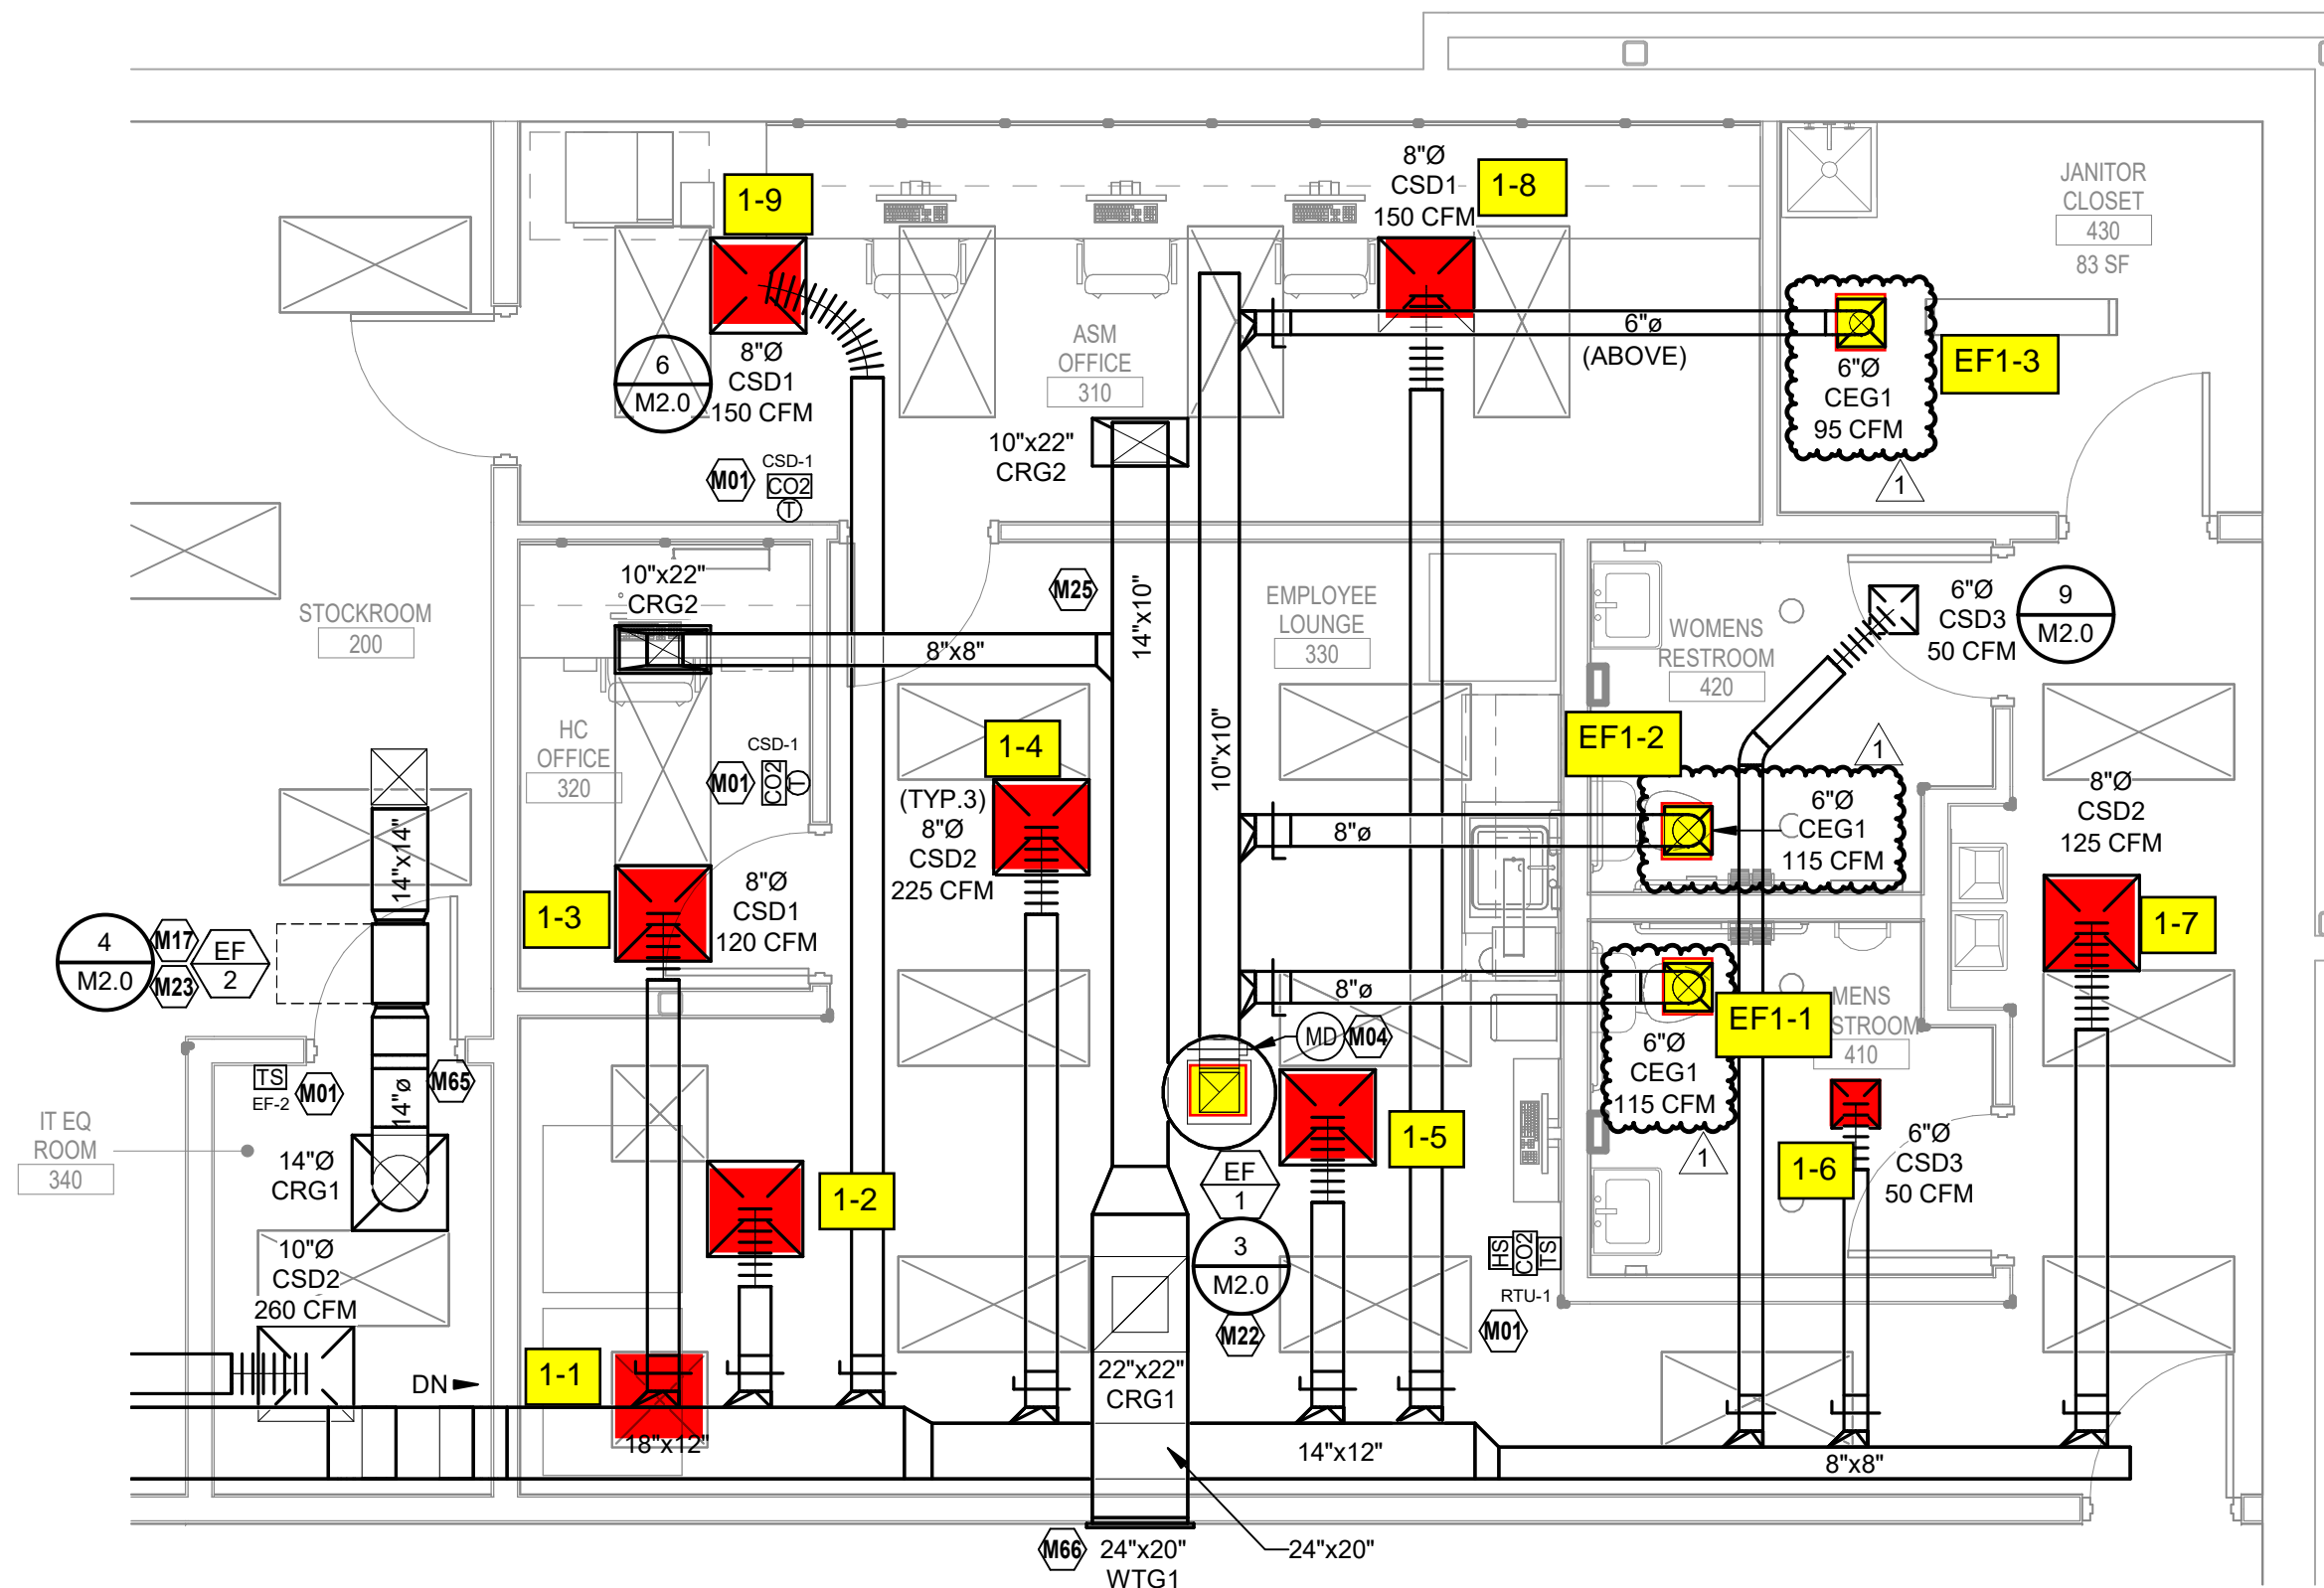 8"Ø
CSD1
150 CFM
1-8
1-9
JANITOR
CLOSET
430
83 SF
6
M2.0
8"Ø
CSD1
150 CFM
ASM
OFFICE
310
6"ø
(ABOVE)
EF1-3
6"Ø
CEG1
95 CFM
1
10"x22"
CRG2
M01
CSD-1
CO2
T
10"x22"
CRG2
M25
14"x10"
EMPLOYEE
LOUNGE
330
STOCKROOM
200
8"x8"
WOMENS
RESTROOM
420
6"Ø
CSD3
50 CFM
9
M2.0
HC
OFFICE
320
CSD-1
M01
CO2
T
1-4
(TYP.3)
8"Ø
CSD2
225 CFM
10"x10"
EF1-2
1
6"Ø
CEG1
115 CFM
8"ø
8"Ø
CSD2
125 CFM
14"x14"
1-3
8"Ø
CSD1
120 CFM
1-7
4
M2.0
M17
M23
EF
2
8"ø
MD
M04
EF1-1
MENS
STROOM
410
6"Ø
CEG1
115 CFM
1
TS
EF-2
M01
M65
14"ø
IT EQ
ROOM
340
14"Ø
CRG1
1-2
EF
1
1-5
1-6
6"Ø
CSD3
50 CFM
10"Ø
CSD2
260 CFM
3
M2.0
M22
HS
CO2
TS
RTU-1
M01
DN
1-1
18"x12"
22"x22"
CRG1
14"x12"
8"x8"
M66
24"x20"
WTG1
24"x20"